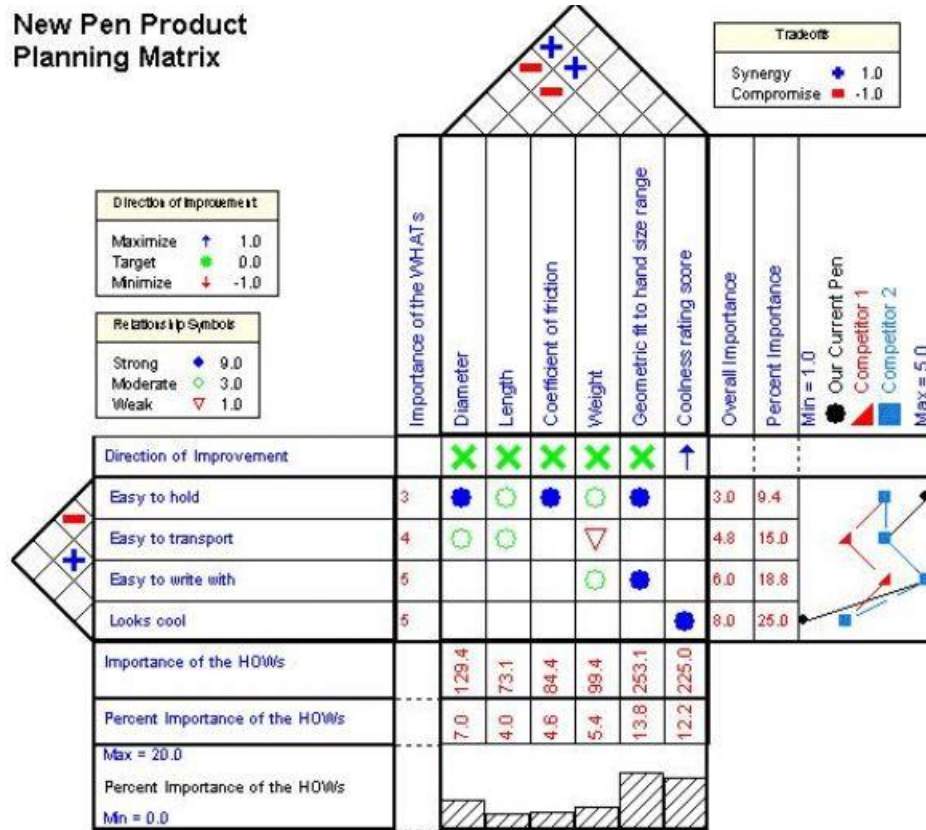 New Pen Product
Planning Matrix
Tradeoffs
Synergy 1.0
Compromise -1.0
Direction of Improvement
Maximize 1.0
Target 0.0
Minimize -1.0
Relationship Symbols
Strong 9.0
Moderate 3.0
Weak 1.0
Importance of the WHATs
Diameter
Length
Coefficient of friction
Weight
Geometric fit to hand size range
Coolness rating score
Overall Importance
Percent Importance
Min = 1.0
Our Current Pen
Competitor 1
Competitor 2
Max = 5.0
Direction of Improvement
Easy to hold 3 3.0 9.4
Easy to transport 4 4.8 15.0
Easy to write with 5 6.0 18.8
Looks cool 5 8.0 25.0
Importance of the HOWs 129.4 73.1 84.4 99.4 253.1 225.0
Percent Importance of the HOWs 7.0 4.0 4.6 5.4 13.8 12.2
Max = 20.0
Percent Importance of the HOWs
Min = 0.0